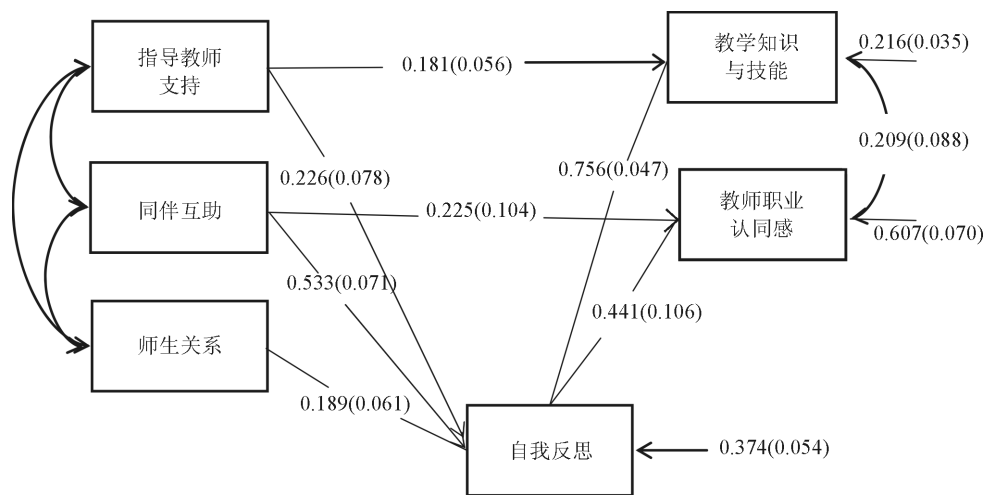 指导教师
支持
教学知识
与技能
0.216(0.035)
0.181(0.056)
0.209(0.088)
0.756(0.047)
0.226(0.078)
同伴互助
0.225(0.104)
教师职业
认同感
0.607(0.070)
0.533(0.071)
0.441(0.106)
师生关系
0.189(0.061)
自我反思
0.374(0.054)